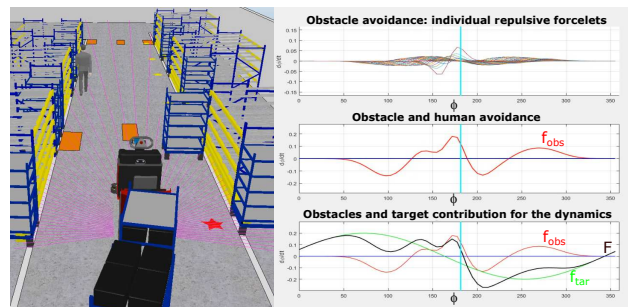 Obstacle avoidance: individual repulsive forcelets
0.15
0.1
0.05
0
-0.05
-0.1
-0.15
dϕ/dt
0 50 100 150 200 250 300 350
ϕ
Obstacle and human avoidance
0.2
0.1
0
-0.1
-0.2
dϕ/dt
f_obs
0 50 100 150 200 250 300 350
ϕ
Obstacles and target contribution for the dynamics
0.2
0.1
0
-0.1
-0.2
dϕ/dt
f_obs
F
f_tar
0 50 100 150 200 250 300 350
ϕ